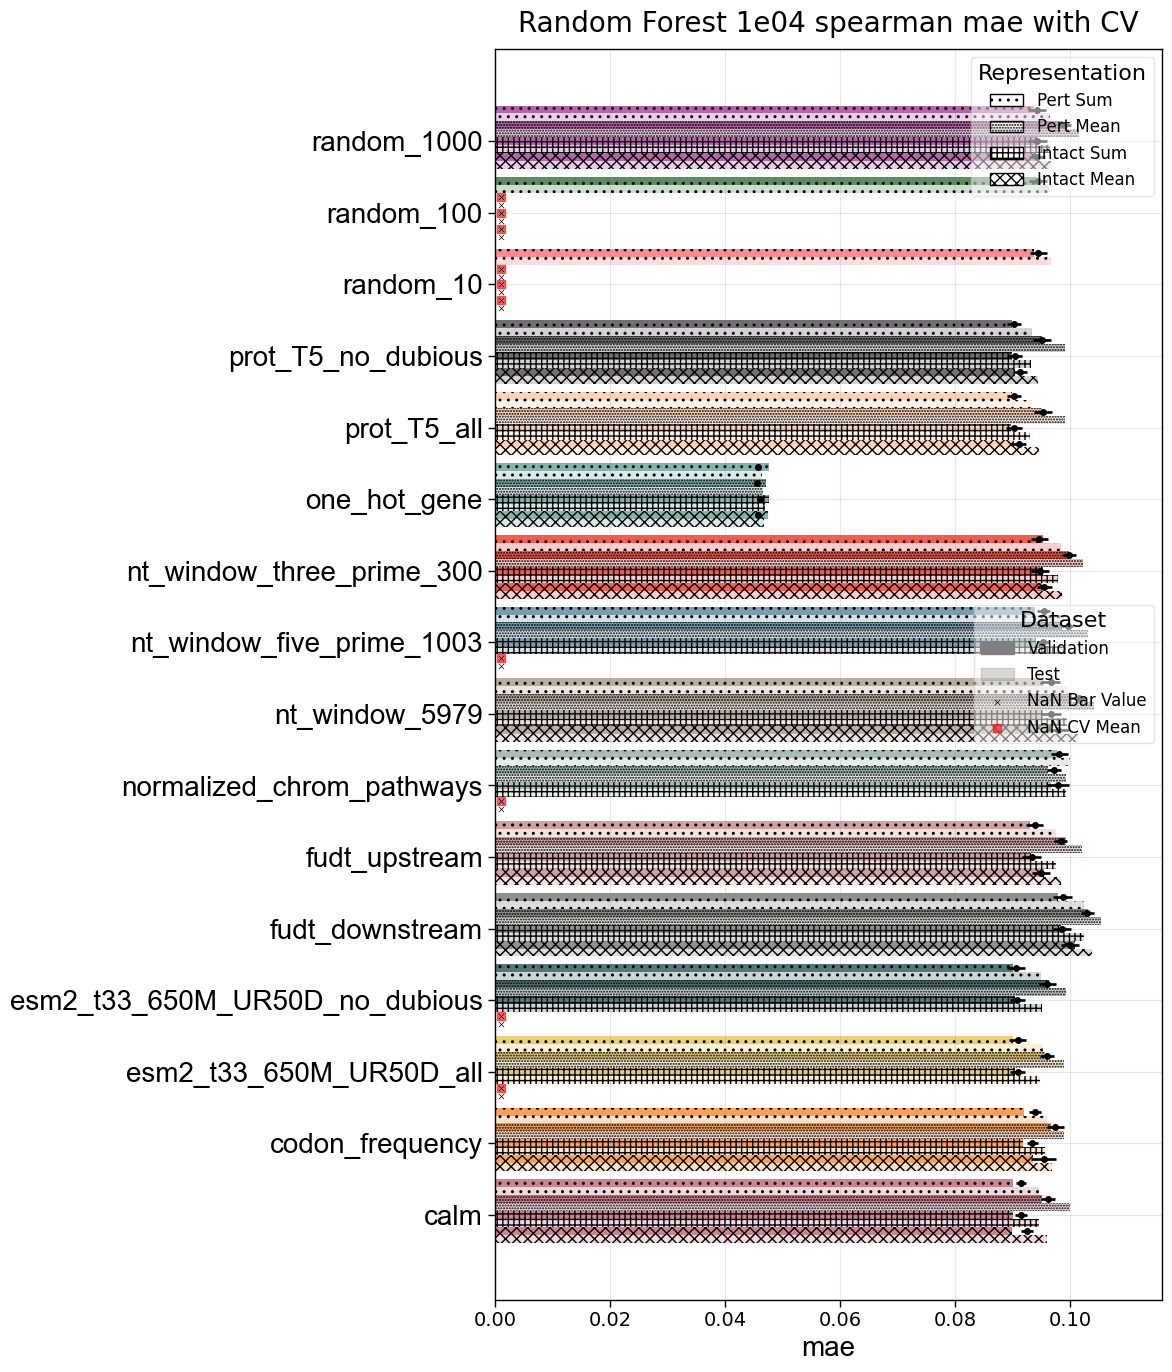 Random Forest 1e04 spearman mae with CV
Representation
Pert Sum
Pert Mean
Intact Sum
Intact Mean
random_1000
random_100
random_10
prot_T5_no_dubious
prot_T5_all
one_hot_gene
nt_window_three_prime_300
nt_window_five_prime_1003
Dataset
Validation
Test
NaN Bar Value
NaN CV Mean
nt_window_5979
normalized_chrom_pathways
fudt_upstream
fudt_downstream
esm2_t33_650M_UR50D_no_dubious
esm2_t33_650M_UR50D_all
codon_frequency
calm
0.00 0.02 0.04 0.06 0.08 0.10
mae